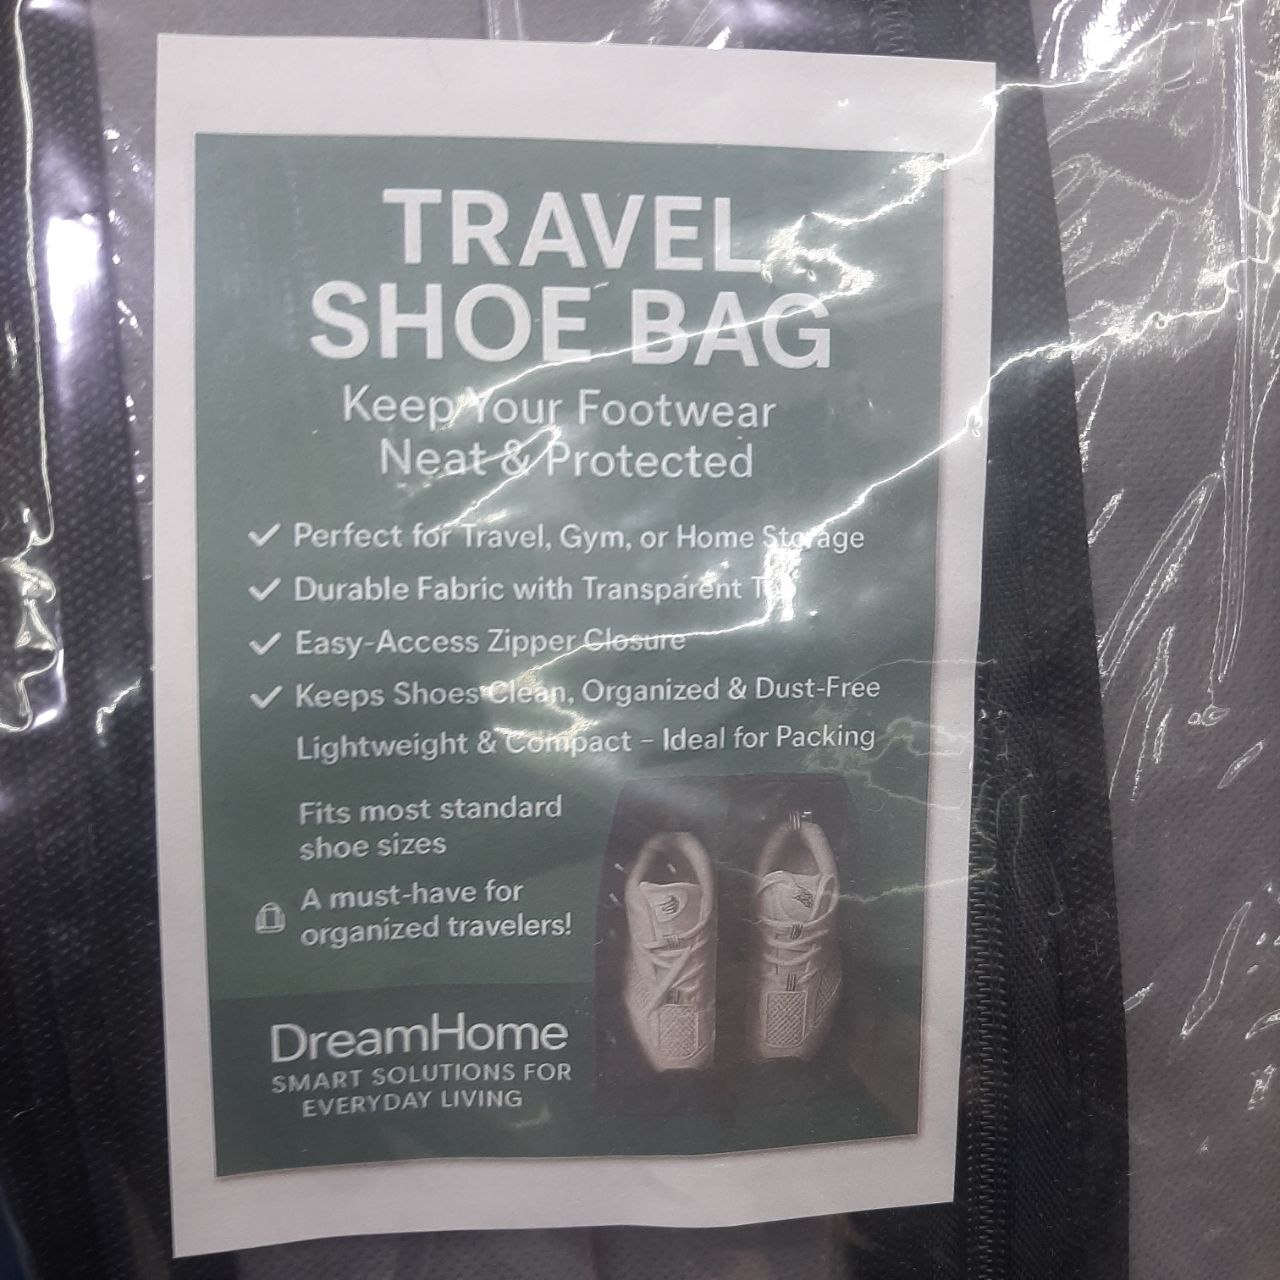 TRAVEL
SHOE BAG
Keep Your Footwear
Neat & Protected
Perfect for Travel, Gym, or Home Storage
Durable Fabric with Transparent
Easy-Access Zipper Closure
Keeps Shoes Clean, Organized & Dust-Free
Lightweight & Compact – Ideal for Packing
Fits most standard
shoe sizes
A must-have for
organized travelers!
DreamHome
SMART SOLUTIONS FOR
EVERYDAY LIVING